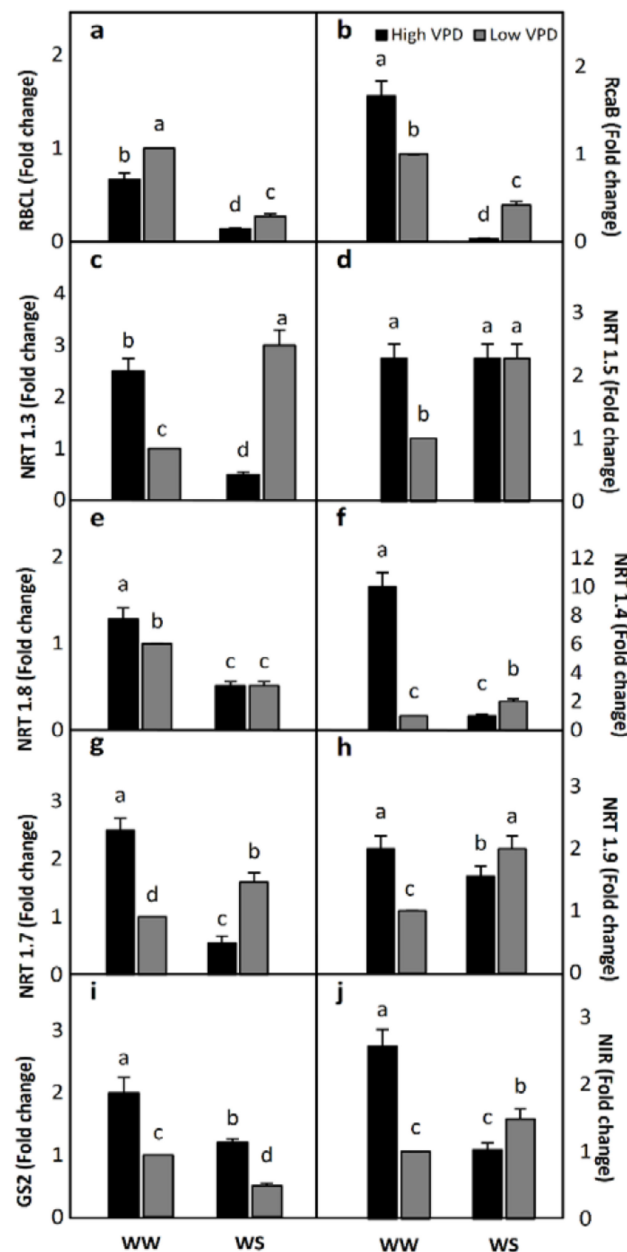 a
b
High VPD
Low VPD
RBCL (Fold change)
2
1
0
b
a
d
c
RcaB (Fold change)
2
1
0
a
b
d
c
c
d
NRT 1.3 (Fold change)
4
3
2
1
0
b
c
d
a
NRT 1.5 (Fold change)
3
2
1
0
a
b
a
a
e
f
NRT 1.8 (Fold change)
2
1
0
a
b
c
c
NRT 1.4 (Fold change)
12
10
8
6
4
2
0
a
c
c
b
g
h
NRT 1.7 (Fold change)
3
2
1
0
a
d
c
b
NRT 1.9 (Fold change)
3
2
1
0
a
c
b
a
i
j
GS2 (Fold change)
3
2
1
0
a
c
b
d
NIR (Fold change)
3
2
1
0
a
c
c
b
WW
WS
WW
WS